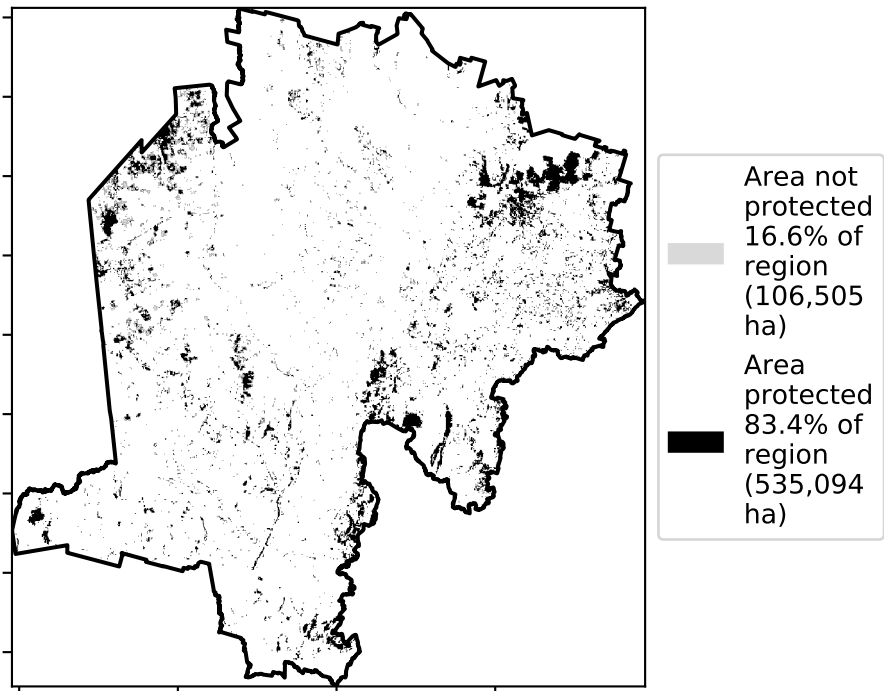 Area not
protected
16.6% of
region
(106,505
ha)
Area
protected
83.4% of
region
(535,094
ha)